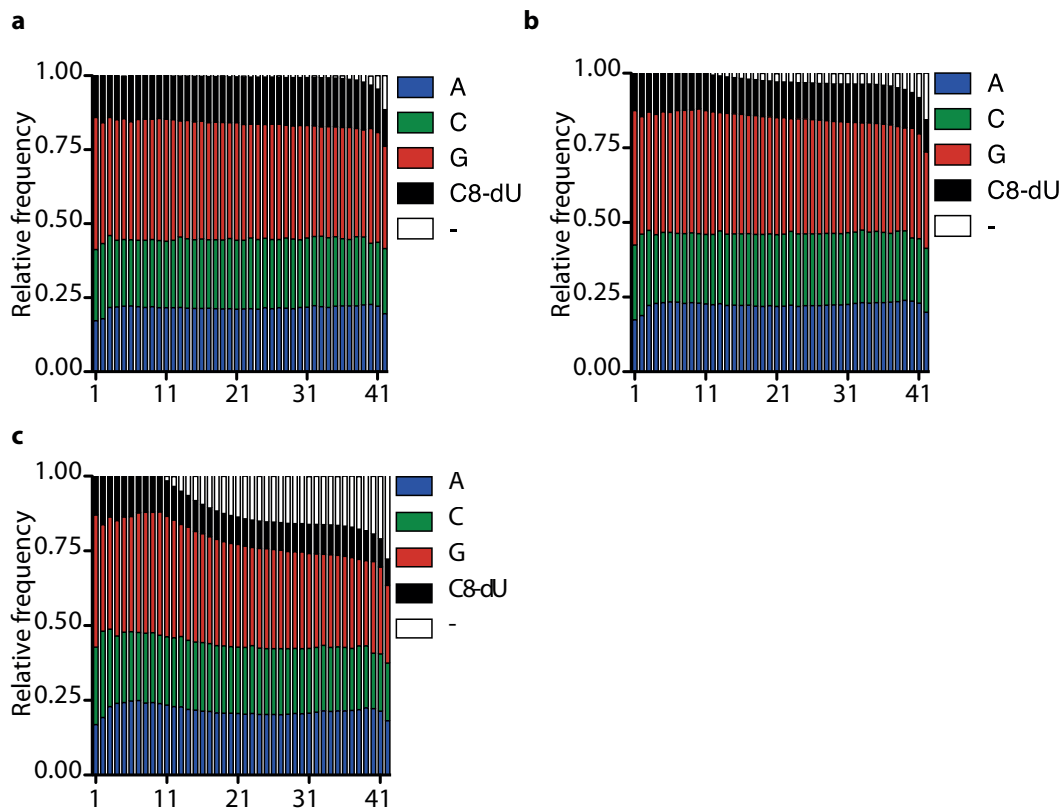 a
Relative frequency
1.00
0.75
0.50
0.25
0.00
1 11 21 31 41
A
C
G
C8-dU
-
b
Relative frequency
1.00
0.75
0.50
0.25
0.00
1 11 21 31 41
A
C
G
C8-dU
-
c
Relative frequency
1.00
0.75
0.50
0.25
0.00
1 11 21 31 41
A
C
G
C8-dU
-